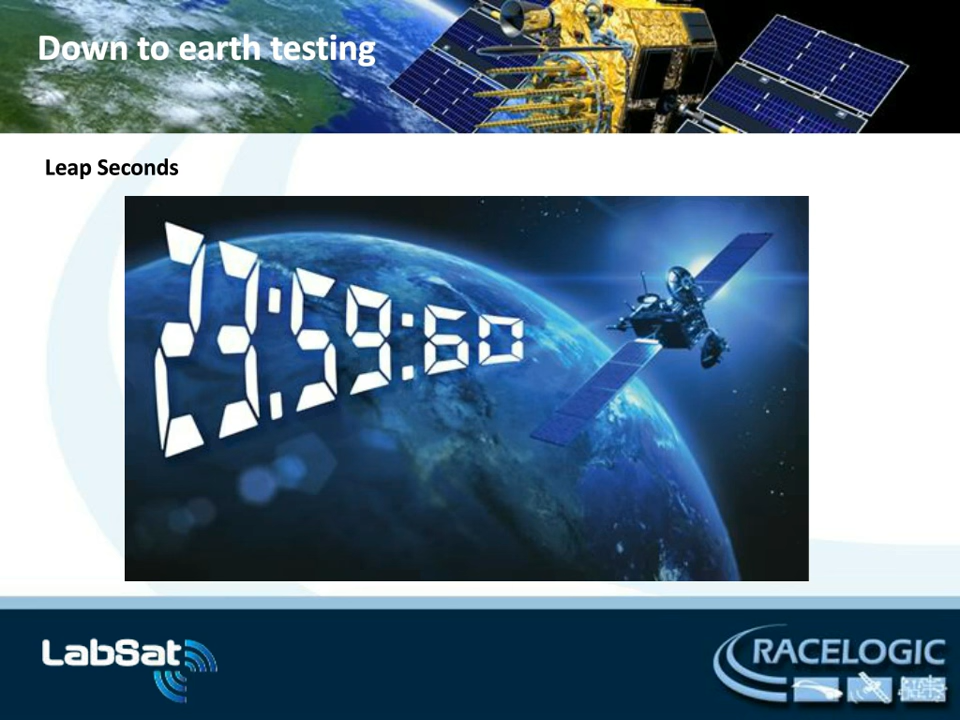 Down to earth testing
Leap Seconds
23:59:60
LabSat
RACELOGIC